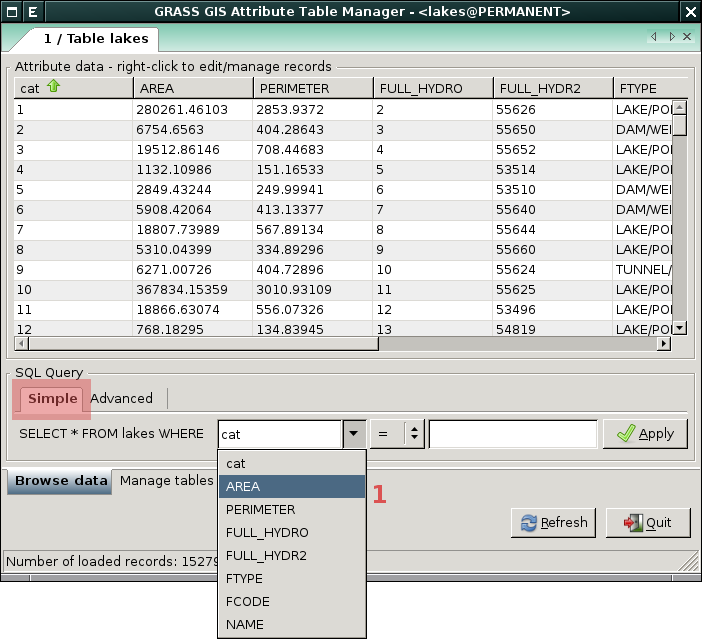 GRASS GIS Attribute Table Manager - <lakes@PERMANENT>
1 / Table lakes
Attribute data - right-click to edit/manage records
cat AREA PERIMETER FULL_HYDRO FULL_HYDR2 FTYPE
1 280261.46103 2853.9372 2 55626 LAKE/PO
2 6754.6563 404.28643 3 55650 DAM/WEI
3 19512.86146 708.44683 4 55652 LAKE/PO
4 1132.10986 151.16533 5 53514 LAKE/PO
5 2849.43244 249.99941 6 53510 DAM/WEI
6 5908.42064 413.13377 7 55640 DAM/WEI
7 18807.73989 567.89134 8 55644 LAKE/PO
8 5310.04399 334.89296 9 55660 LAKE/PO
9 6271.00726 404.72896 10 55624 TUNNEL/
10 367834.15359 3010.93109 11 55625 LAKE/PO
11 18866.63074 556.07326 12 53496 LAKE/PO
12 768.18295 134.83945 13 54819 LAKE/PO
SQL Query
Simple Advanced
SELECT * FROM lakes WHERE cat = Apply
cat
AREA 1
PERIMETER
FULL_HYDRO
FULL_HYDR2
FTYPE
FCODE
NAME
Browse data Manage tables
Refresh Quit
Number of loaded records: 15279